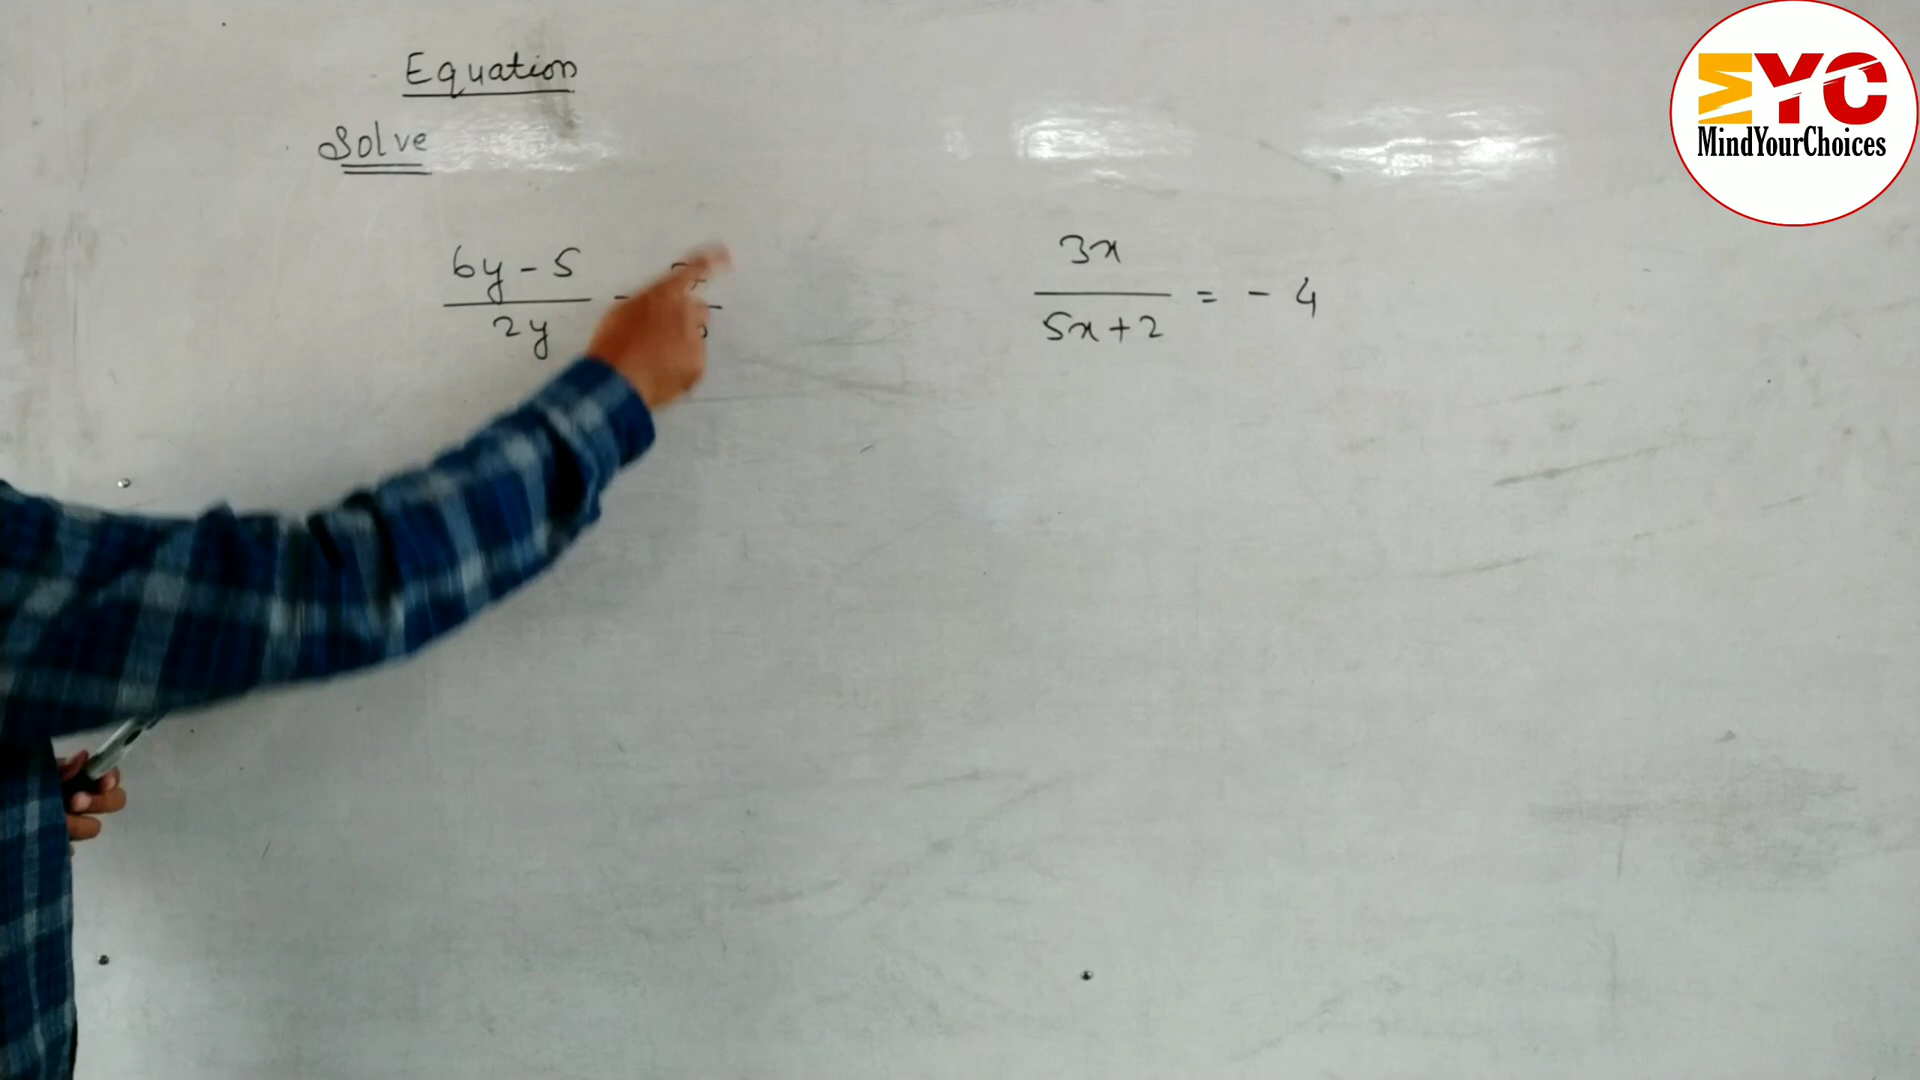 Equation
Solve
6y - 5
2y
3x
5x + 2
= - 4
MYC
MindYourChoices